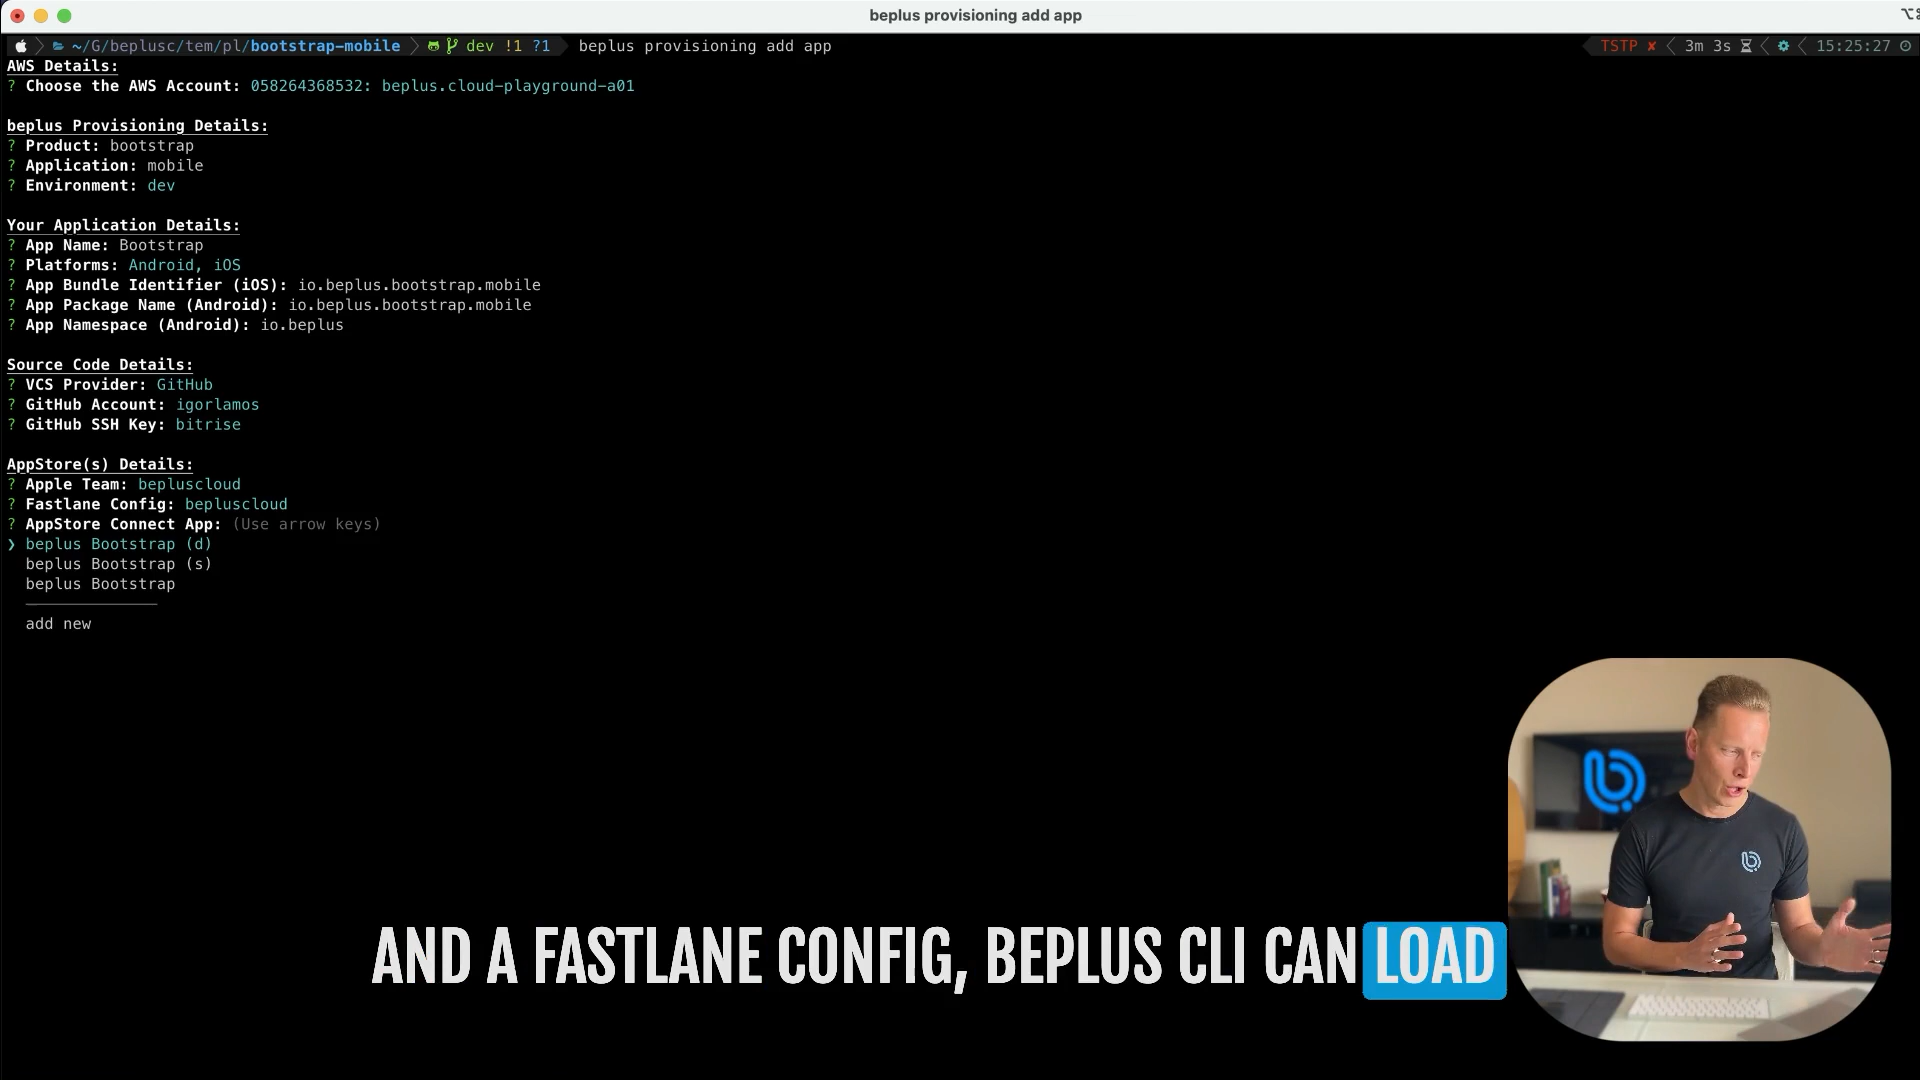 beplus provisioning add app
~/G/beplusc/tem/pl/bootstrap-mobile dev !1 ?1 beplus provisioning add app TSTP ✘ 3m 3s 15:25:27
AWS Details:
? Choose the AWS Account: 058264368532: beplus.cloud-playground-a01
beplus Provisioning Details:
? Product: bootstrap
? Application: mobile
? Environment: dev
Your Application Details:
? App Name: Bootstrap
? Platforms: Android, iOS
? App Bundle Identifier (iOS): io.beplus.bootstrap.mobile
? App Package Name (Android): io.beplus.bootstrap.mobile
? App Namespace (Android): io.beplus
Source Code Details:
? VCS Provider: GitHub
? GitHub Account: igorlamos
? GitHub SSH Key: bitrise
AppStore(s) Details:
? Apple Team: bepluscloud
? Fastlane Config: bepluscloud
? AppStore Connect App: (Use arrow keys)
❯ beplus Bootstrap (d)
beplus Bootstrap (s)
beplus Bootstrap
──────────────
add new
AND A FASTLANE CONFIG, BEPLUS CLI CAN LOAD